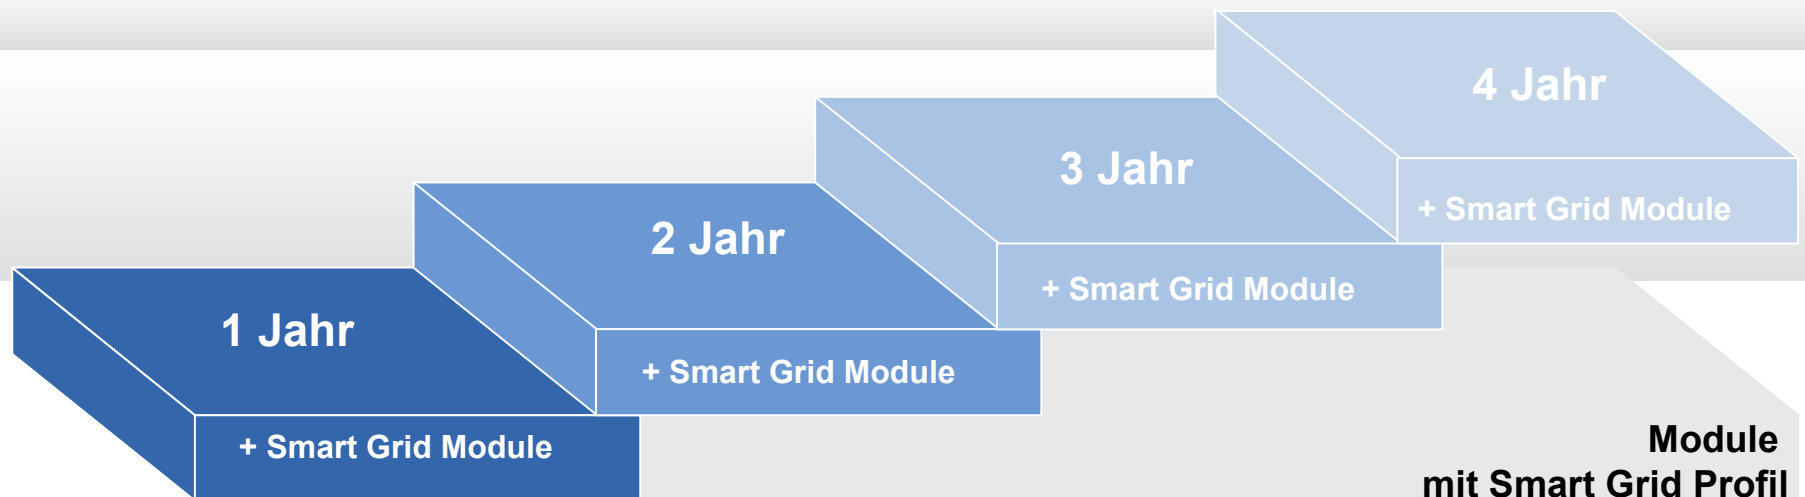 4 Jahr
+ Smart Grid Module
3 Jahr
+ Smart Grid Module
2 Jahr
+ Smart Grid Module
1 Jahr
+ Smart Grid Module
Module
mit Smart Grid Profil